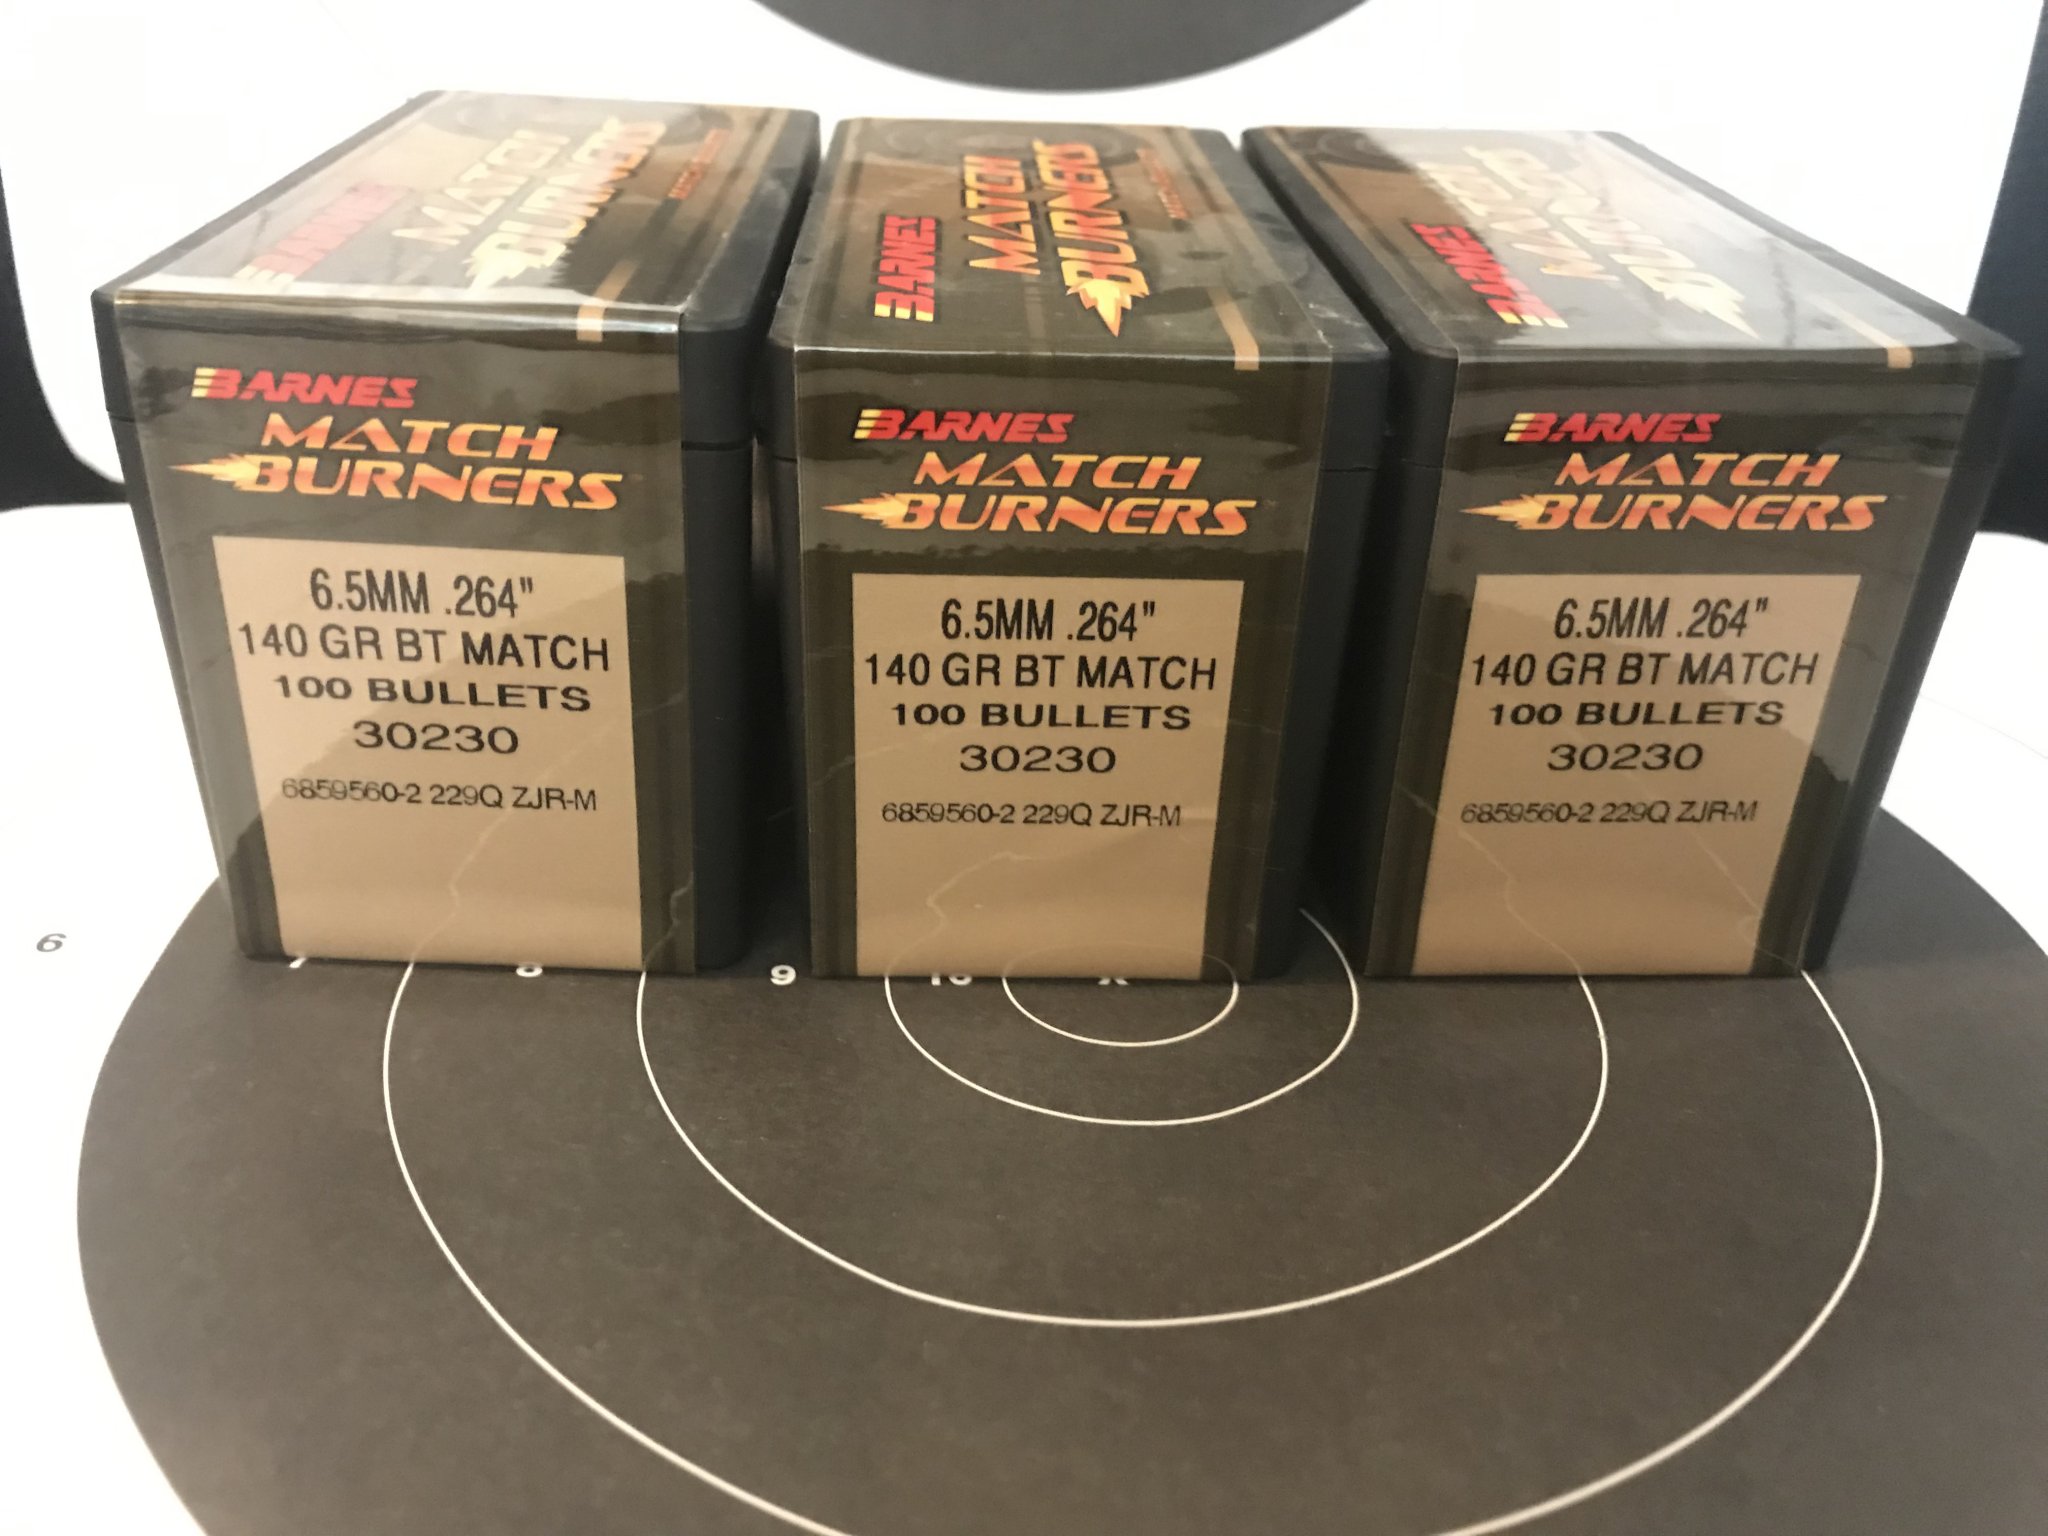 BARNES
MATCH
BURNERS
BARNES
MATCH
BURNERS
BARNES
MATCH
BARNES
MATCH
BURNERS
6.5MM .264"
140 GR BT MATCH
100 BULLETS
30230
6859560-2 229Q ZJR-M
BARNES
MATCH
BURNERS
6.5MM .264"
140 GR BT MATCH
100 BULLETS
30230
6859560-2 229Q ZJR-M
BARNES
MATCH
BURNERS
6.5MM .264"
140 GR BT MATCH
100 BULLETS
30230
6859560-2 229Q ZJR-M
6 7 8 9 10 X